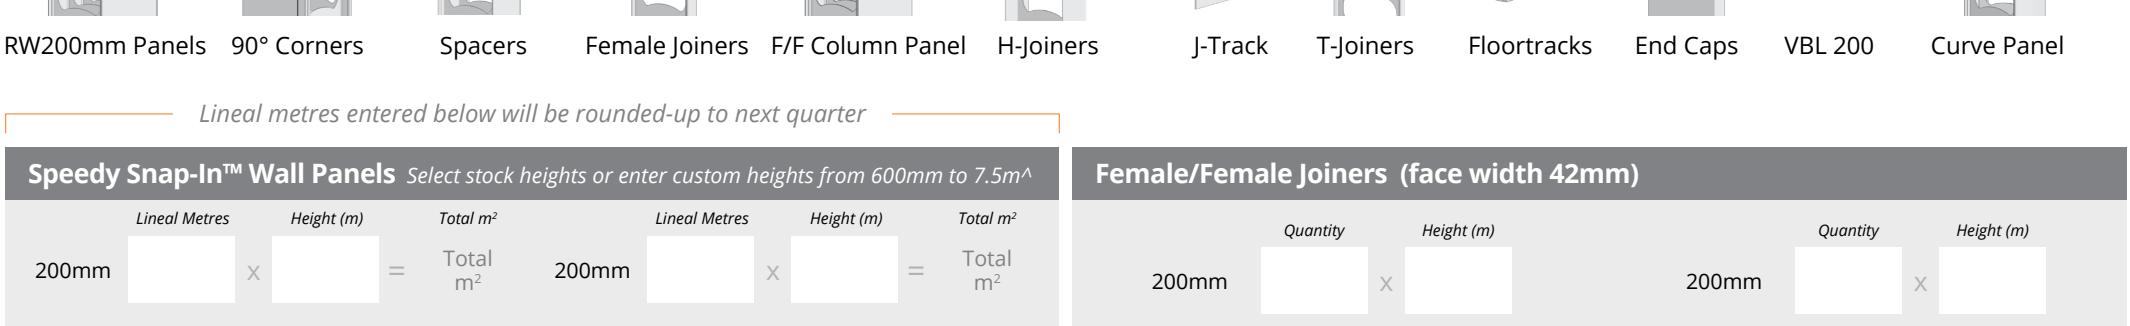 RW200mm Panels 90° Corners Spacers Female Joiners F/F Column Panel H-Joiners J-Track T-Joiners Floortracks End Caps VBL 200 Curve Panel
Lineal metres entered below will be rounded-up to next quarter
Speedy Snap-In™ Wall Panels Select stock heights or enter custom heights from 600mm to 7.5m^
Lineal Metres Height (m) Total m² Lineal Metres Height (m) Total m²
200mm x = Total m² 200mm x = Total m²
Female/Female Joiners (face width 42mm)
Quantity Height (m) Quantity Height (m)
200mm x 200mm x